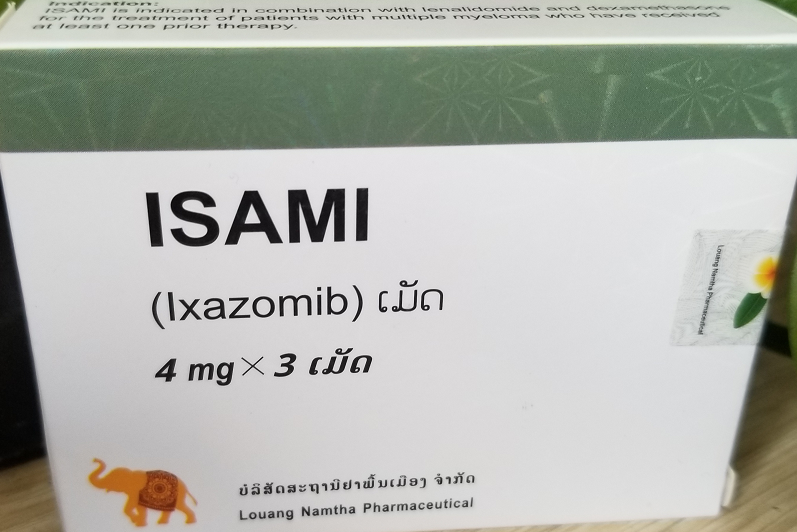 Indication:
ISAMI is indicated in combination with lenalidomide and dexamethasone
for the treatment of patients with multiple myeloma who have received
at least one prior therapy.
ISAMI
(Ixazomib) ເມັດ
4 mg×3 ເມັດ
Louang Namtha Pharmaceutical
ບໍລິສັດສະຖານີຢາພື້ນເມືອງ ຈຳກັດ
Louang Namtha Pharmaceutical